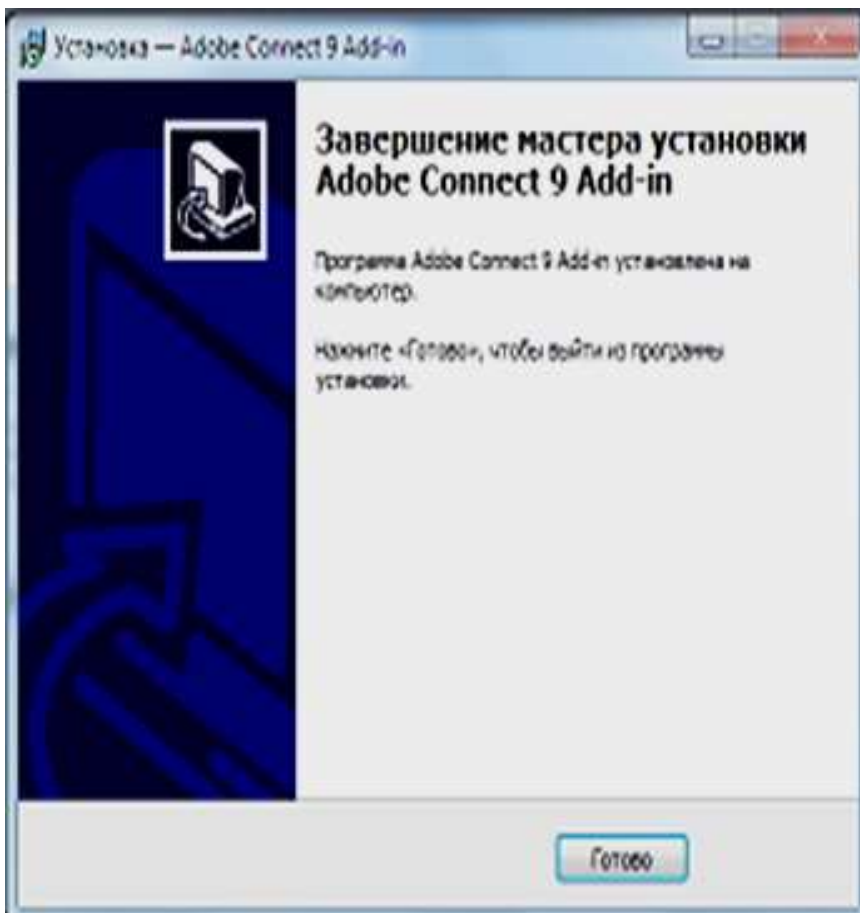 Установка — Adobe Connect 9 Add-in
Завершение мастера установки
Adobe Connect 9 Add-in
Программа Adobe Connect 9 Add-in установлена на
компьютер.
Нажмите «Готово», чтобы выйти из программы
установки.
Готово